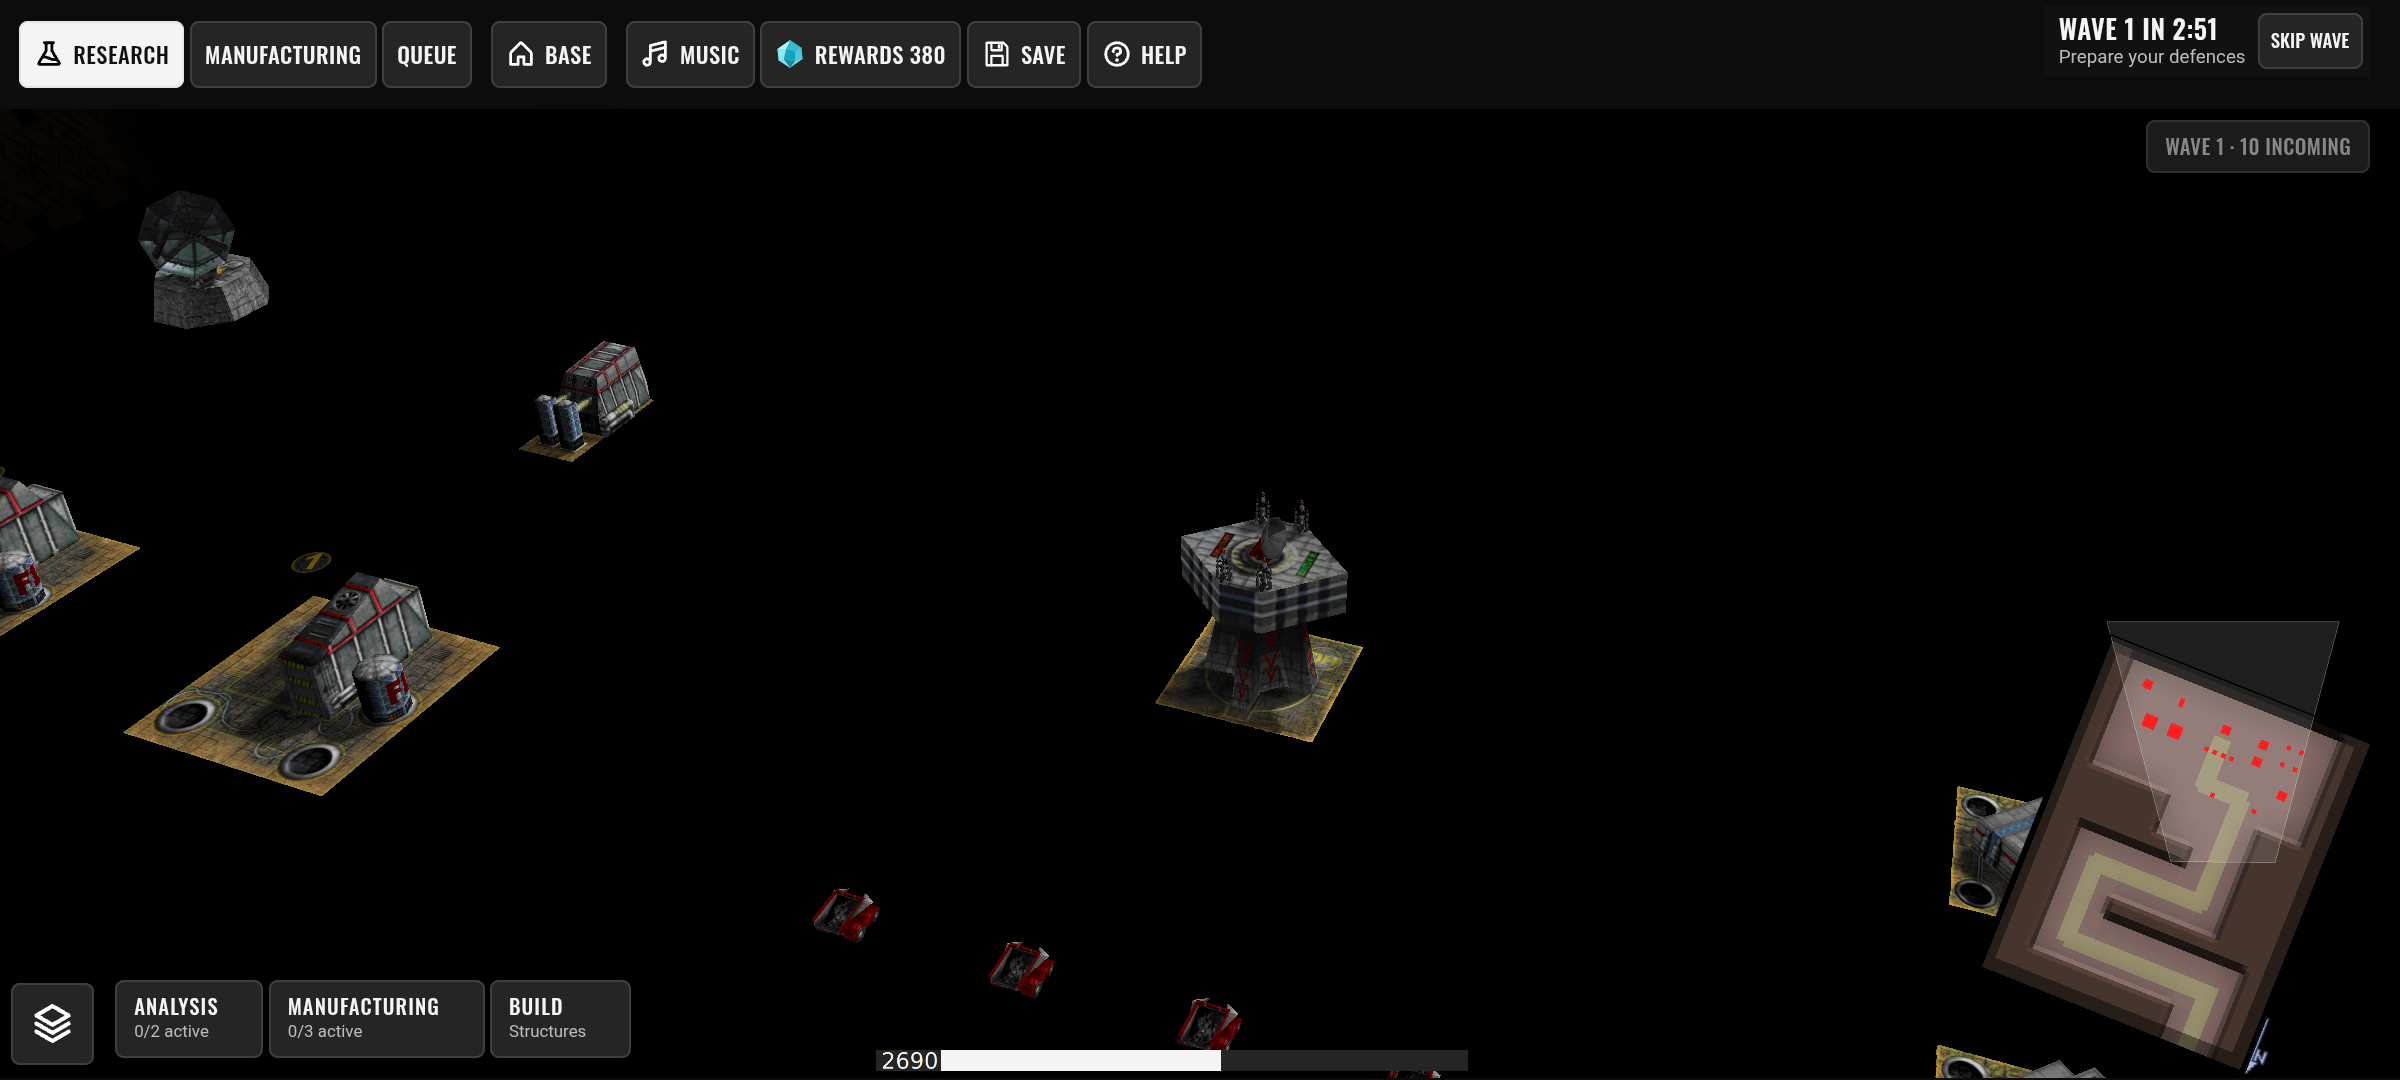 RESEARCH
MANUFACTURING
QUEUE
BASE
MUSIC
REWARDS 380
SAVE
HELP
WAVE 1 IN 2:51
Prepare your defences
SKIP WAVE
WAVE 1 · 10 INCOMING
1
ANALYSIS
0/2 active
MANUFACTURING
0/3 active
BUILD
Structures
2690
N